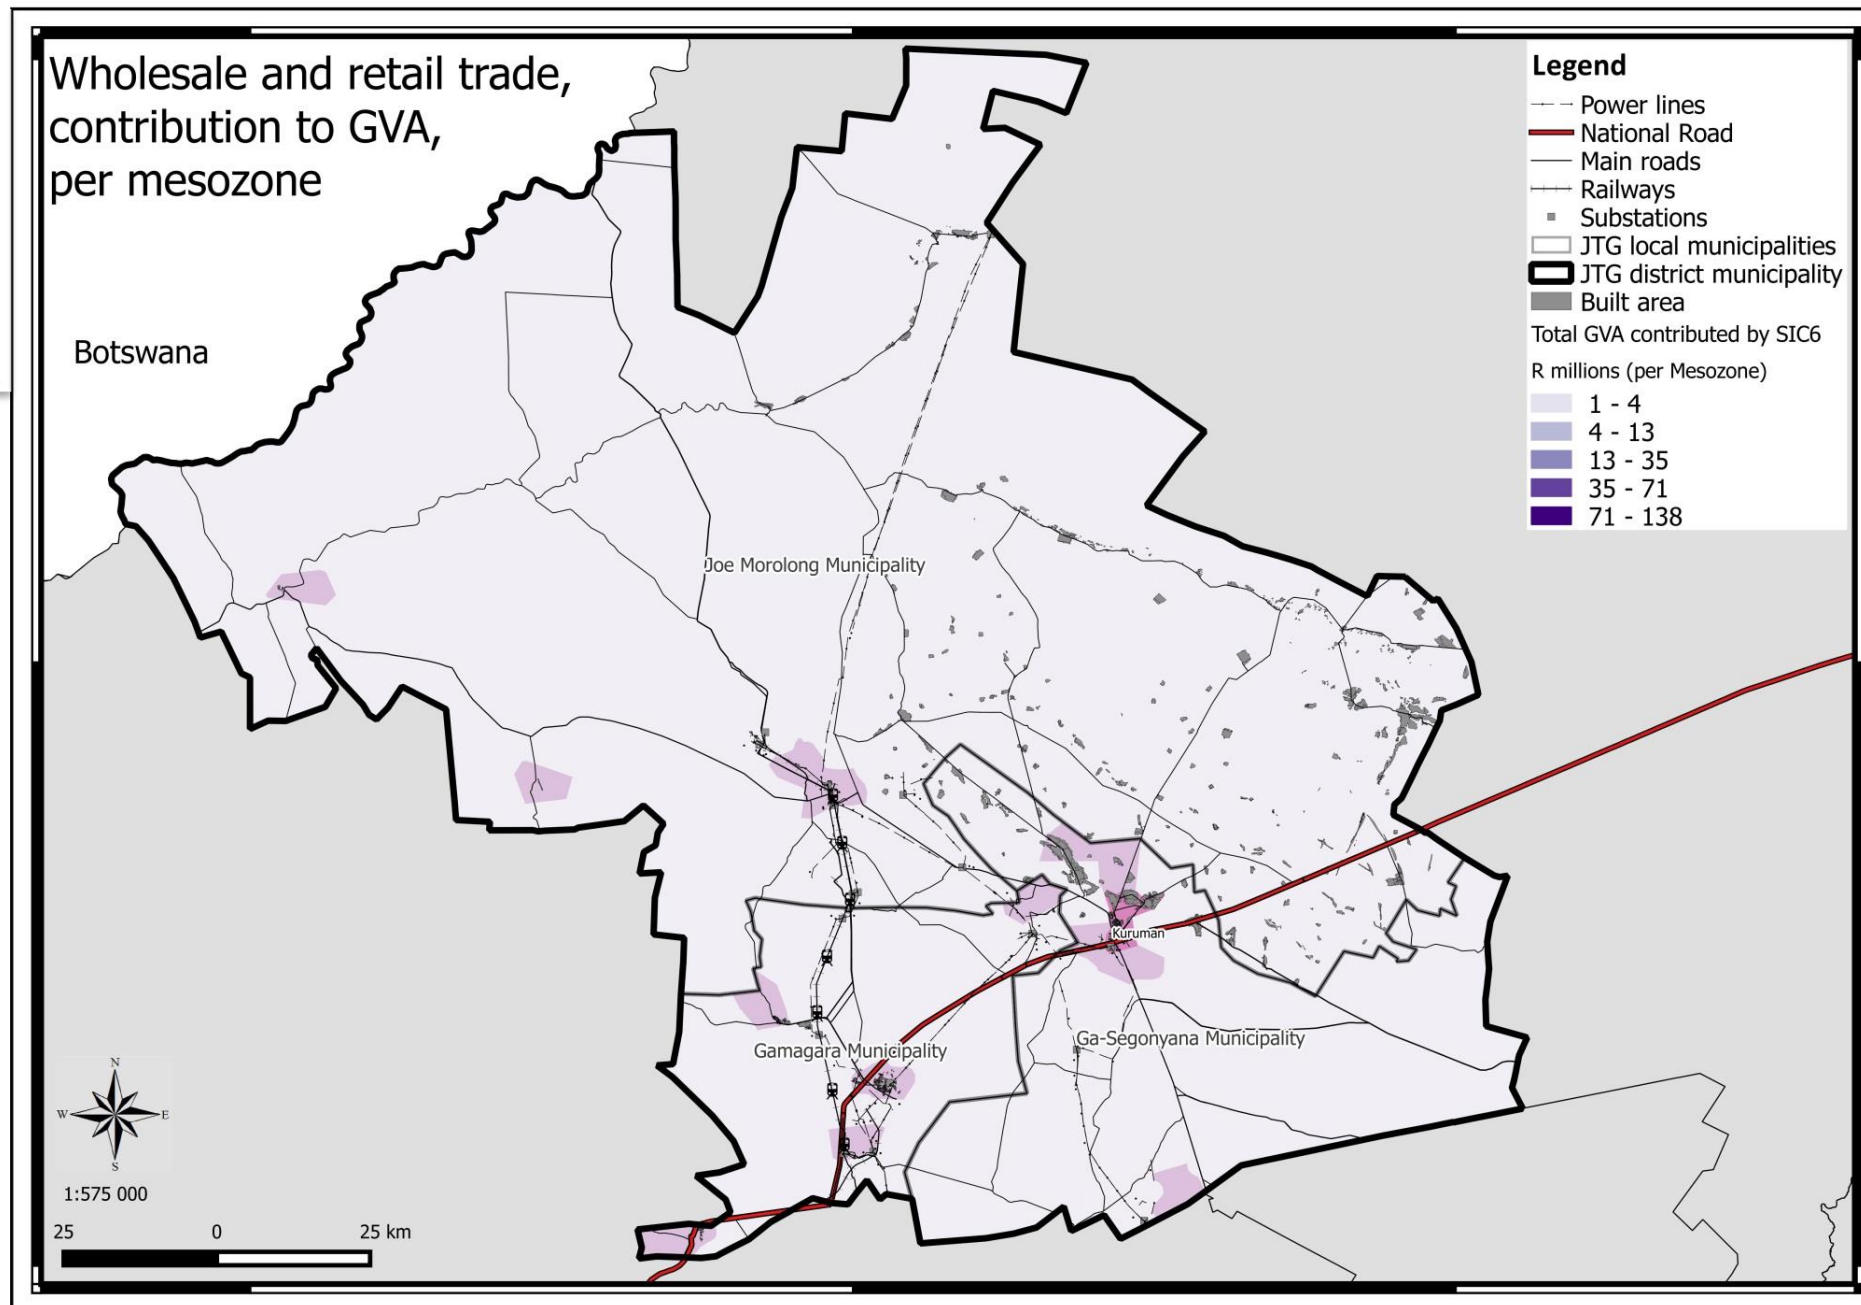 Wholesale and retail trade,
contribution to GVA,
per mesozone
Legend
Power lines
National Road
Main roads
Railways
Substations
JTG local municipalities
JTG district municipality
Built area
Total GVA contributed by SIC6
R millions (per Mesozone)
1 - 4
4 - 13
13 - 35
35 - 71
71 - 138
Botswana
Joe Morolong Municipality
Kuruman
Ga-Segonyana Municipality
Gamagara Municipality
N
W
E
S
1:575 000
25 0 25 km